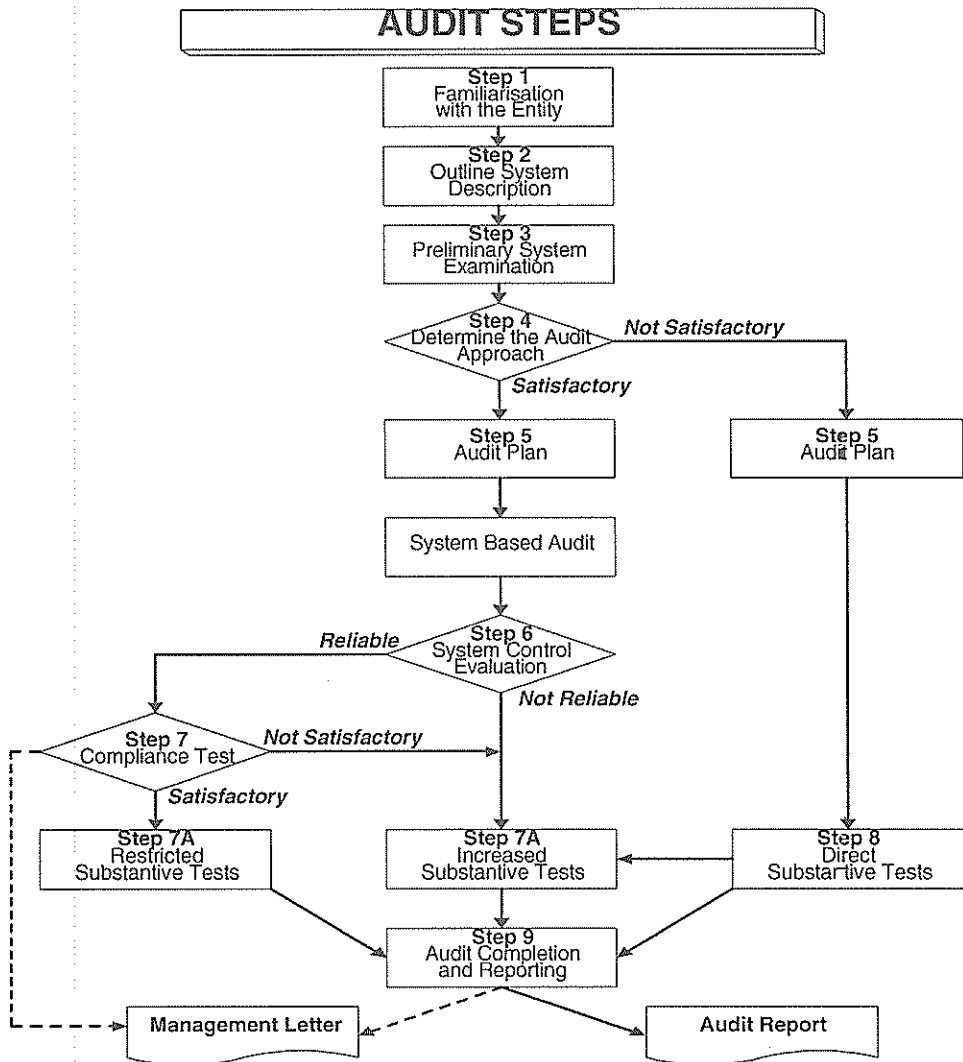 AUDIT STEPS
Step 1
Familiarisation
with the Entity
Step 2
Outline System
Description
Step 3
Preliminary System
Examination
Step 4
Determine the Audit
Approach
Not Satisfactory
Satisfactory
Step 5
Audit Plan
Step 5
Audit Plan
System Based Audit
Step 6
System Control
Evaluation
Reliable
Not Reliable
Step 7
Compliance Test
Not Satisfactory
Satisfactory
Step 7A
Restricted
Substantive Tests
Step 7A
Increased
Substantive Tests
Step 8
Direct
Substantive Tests
Step 9
Audit Completion
and Reporting
Management Letter
Audit Report